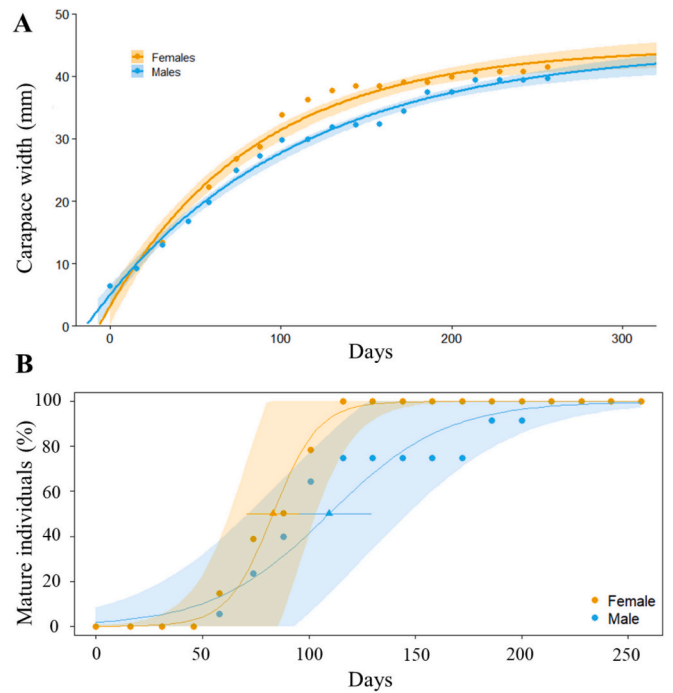 A
50
40
30
20
10
0
Carapace width (mm)
Females
Males
0 100 200 300
Days
B
100
80
60
40
20
0
Mature individuals (%)
Female
Male
0 50 100 150 200 250
Days